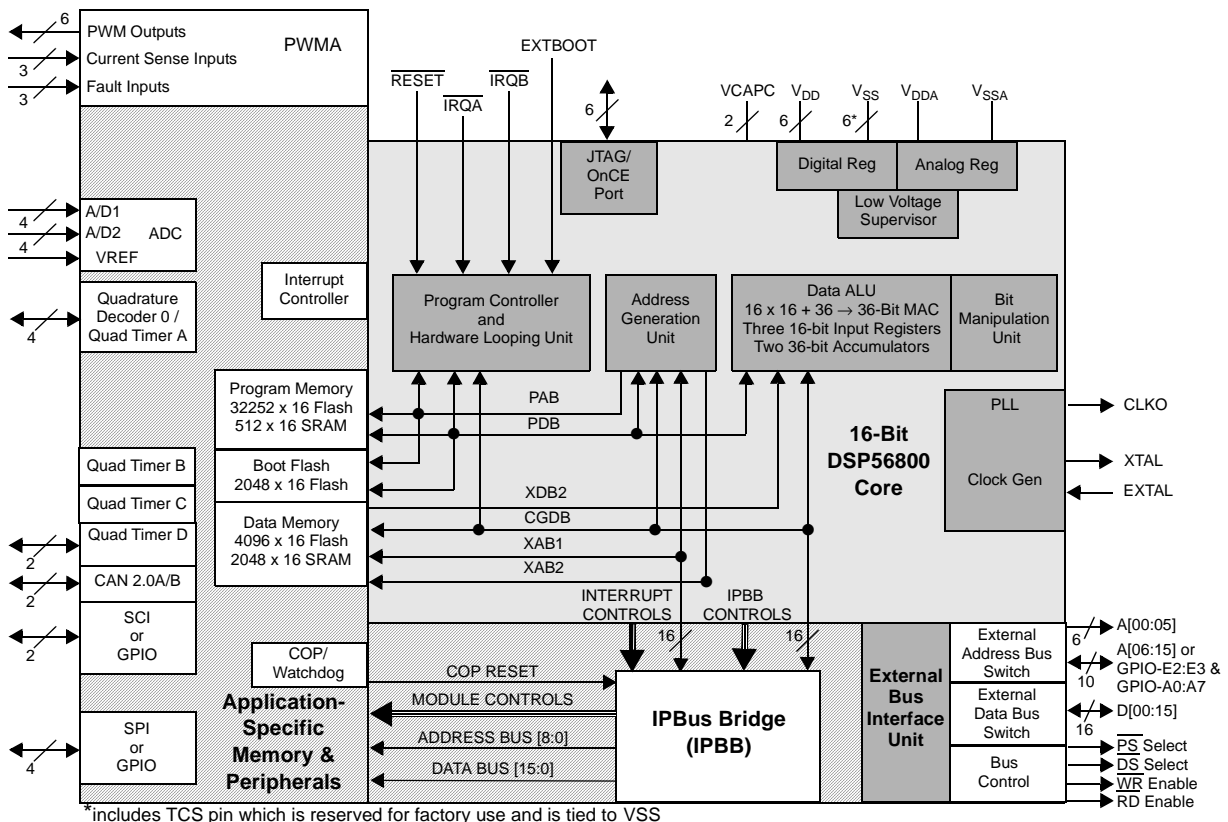 6
PWM Outputs
PWMA
Current Sense Inputs
3
Fault Inputs
3
EXTBOOT
RESET
IRQB
IRQA
6
VCAPC
VDD
VSS
VDDA
VSSA
2
6
6*
JTAG/
OnCE
Port
Digital Reg
Analog Reg
Low Voltage
Supervisor
A/D1
4
A/D2
ADC
4
VREF
Interrupt
Controller
Quadrature
Decoder 0 /
Quad Timer A
4
Program Controller
and
Hardware Looping Unit
Address
Generation
Unit
Data ALU
16 x 16 + 36 → 36-Bit MAC
Three 16-bit Input Registers
Two 36-bit Accumulators
Bit
Manipulation
Unit
Program Memory
32252 x 16 Flash
512 x 16 SRAM
PAB
PDB
PLL
Clock Gen
CLKO
XTAL
EXTAL
16-Bit
DSP56800
Core
Quad Timer B
Boot Flash
2048 x 16 Flash
Quad Timer C
XDB2
CGDB
XAB1
XAB2
Data Memory
4096 x 16 Flash
2048 x 16 SRAM
Quad Timer D
2
CAN 2.0A/B
2
SCI
or
GPIO
2
INTERRUPT
CONTROLS
IPBB
CONTROLS
16
16
COP/
Watchdog
COP RESET
MODULE CONTROLS
ADDRESS BUS [8:0]
DATA BUS [15:0]
Application-
Specific
Memory &
Peripherals
SPI
or
GPIO
4
IPBus Bridge
(IPBB)
External
Bus
Interface
Unit
External
Address Bus
Switch
External
Data Bus
Switch
Bus
Control
6
A[00:05]
10
A[06:15] or
GPIO-E2:E3 &
GPIO-A0:A7
16
D[00:15]
PS Select
DS Select
WR Enable
RD Enable
*includes TCS pin which is reserved for factory use and is tied to VSS